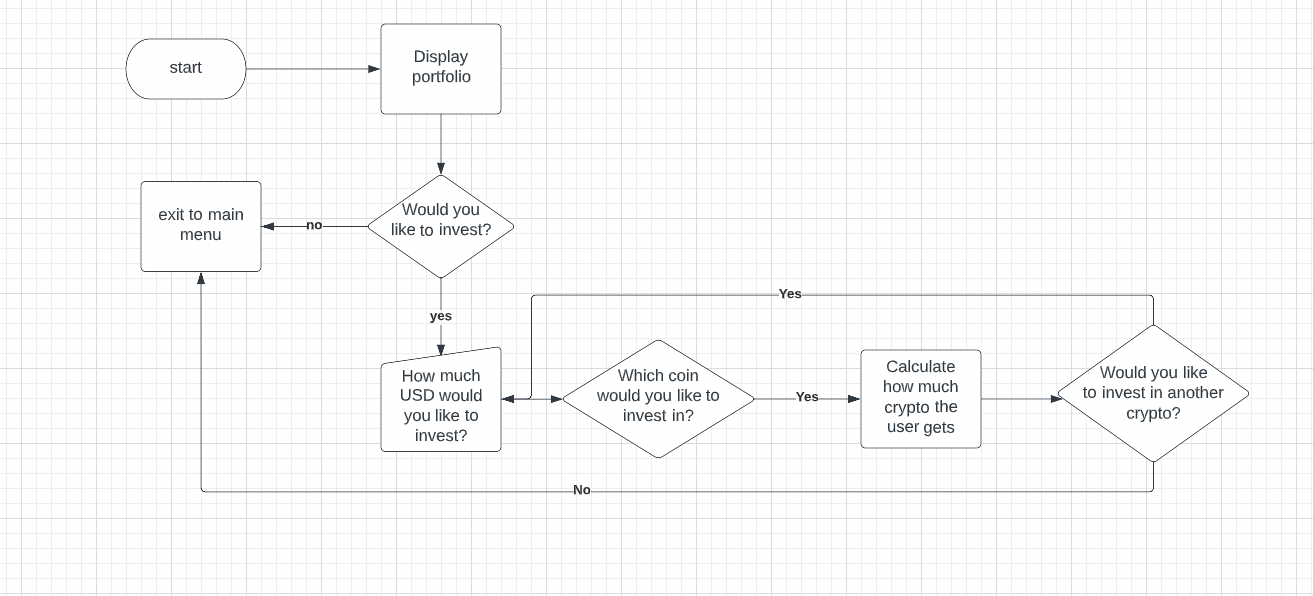 start
Display
portfolio
exit to main
menu
no
Would you
like to invest?
yes
Yes
How much
USD would
you like to
invest?
Which coin
would you like to
invest in?
Yes
Calculate
how much
crypto the
user gets
Would you like
to invest in another
crypto?
No